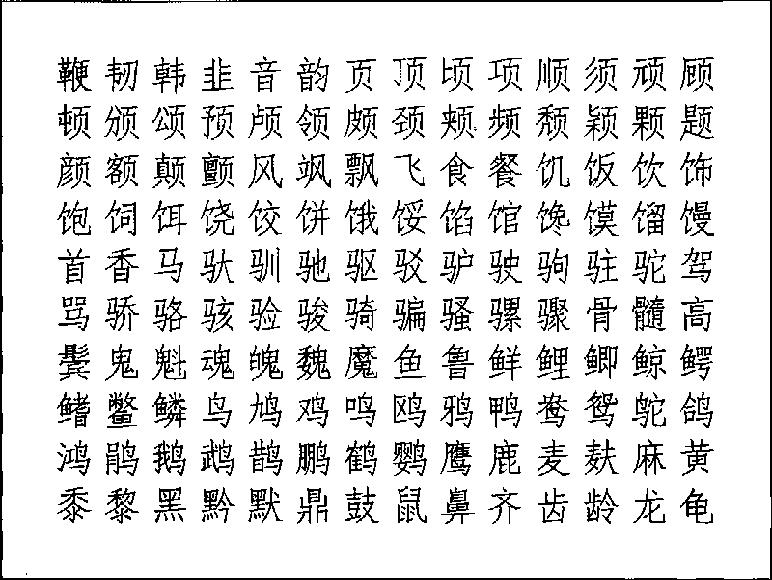 鞭 韧 韩 韭 音 韵 页 顶 顷 项 顺 须 顽 顾
顿 颁 颂 预 颅 领 颇 颈 颊 频 颓 颖 颗 题
颜 额 颠 颤 风 飒 飘 飞 食 餐 饥 饭 饮 饰
饱 饲 饵 饶 饺 饼 饿 馁 馅 馆 馋 馍 馏 馒
首 香 马 驮 驯 驰 驱 驳 驴 驶 驹 驻 驼 驾
骂 骄 骆 骇 验 骏 骑 骗 骚 骡 骤 骨 髓 高
鬓 鬼 魁 魂 魄 魏 魔 鱼 鲁 鲜 鲤 鲫 鲸 鳄
鳍 鳖 鳞 鸟 鸠 鸡 鸣 鸥 鸦 鸭 鸯 鸳 鸵 鸽
鸿 鹃 鹅 鹉 鹊 鹏 鹤 鹦 鹰 鹿 麦 麸 麻 黄
黍 黎 黑 黔 默 鼎 鼓 鼠 鼻 齐 齿 龄 龙 龟